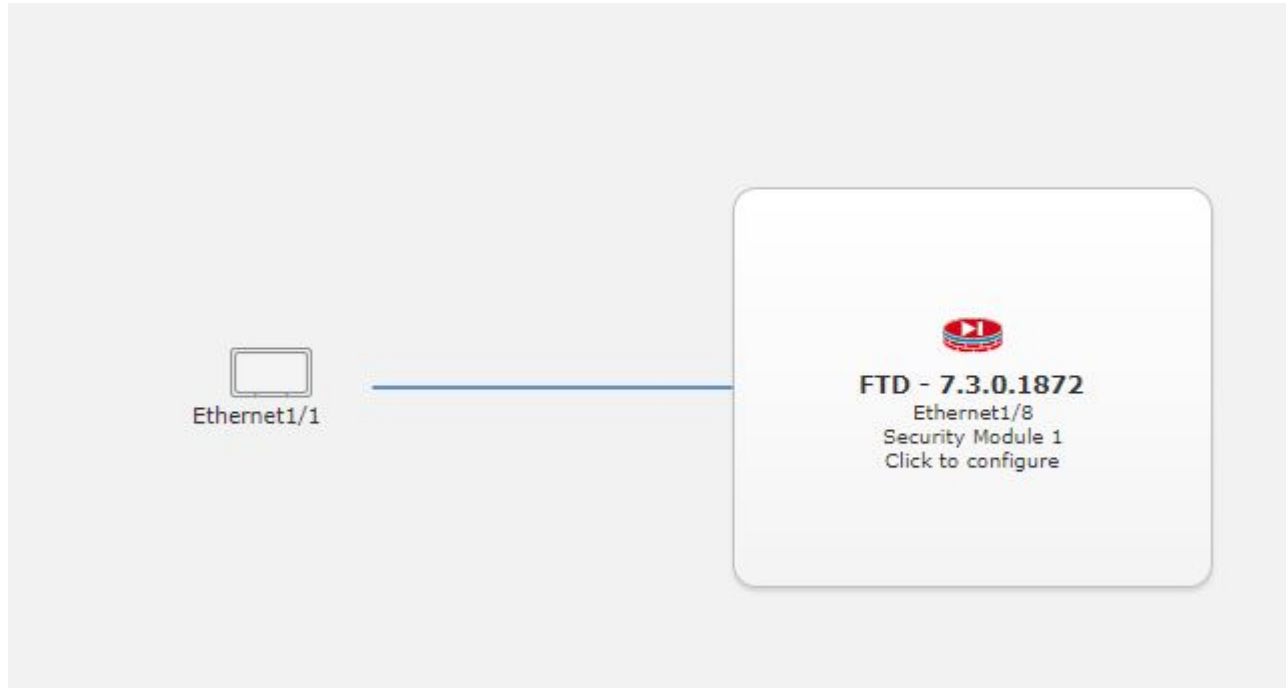 Ethernet1/1
FTD - 7.3.0.1872
Ethernet1/8
Security Module 1
Click to configure